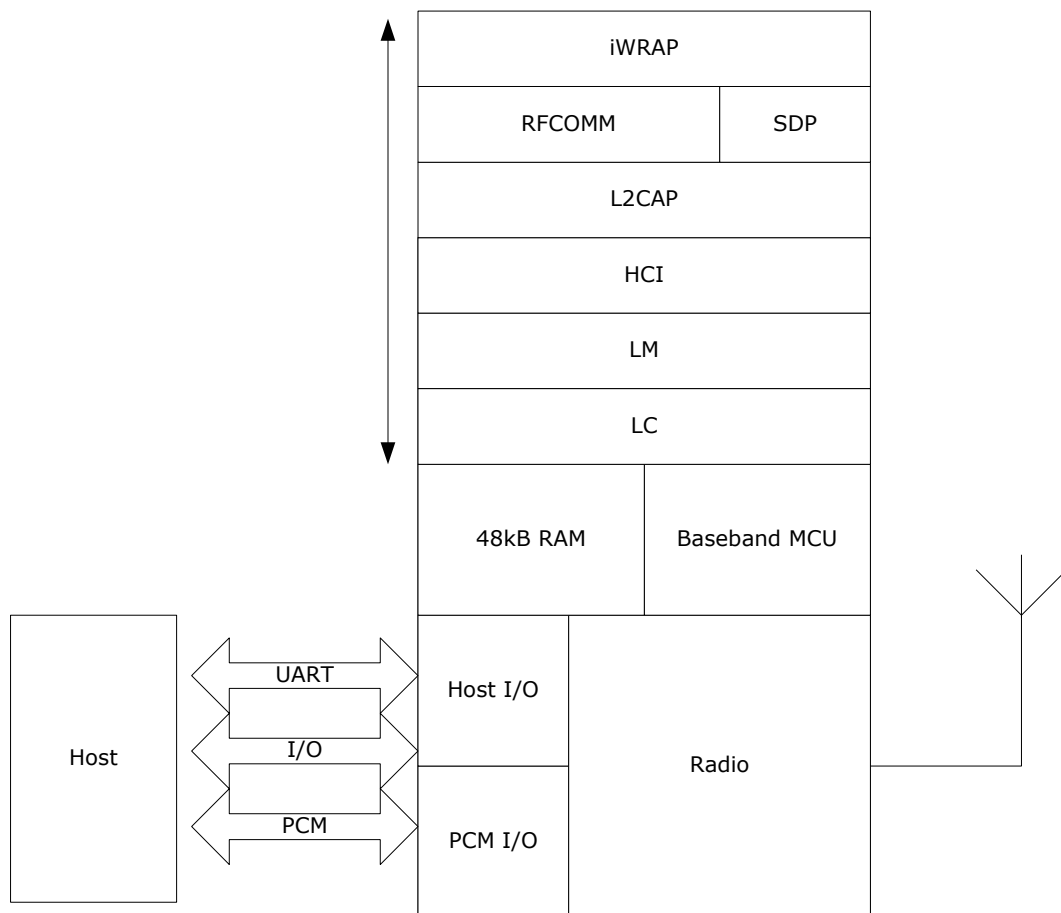 iWRAP
RFCOMM
SDP
L2CAP
HCI
LM
LC
48kB RAM
Baseband MCU
UART
Host I/O
Host
I/O
Radio
PCM
PCM I/O